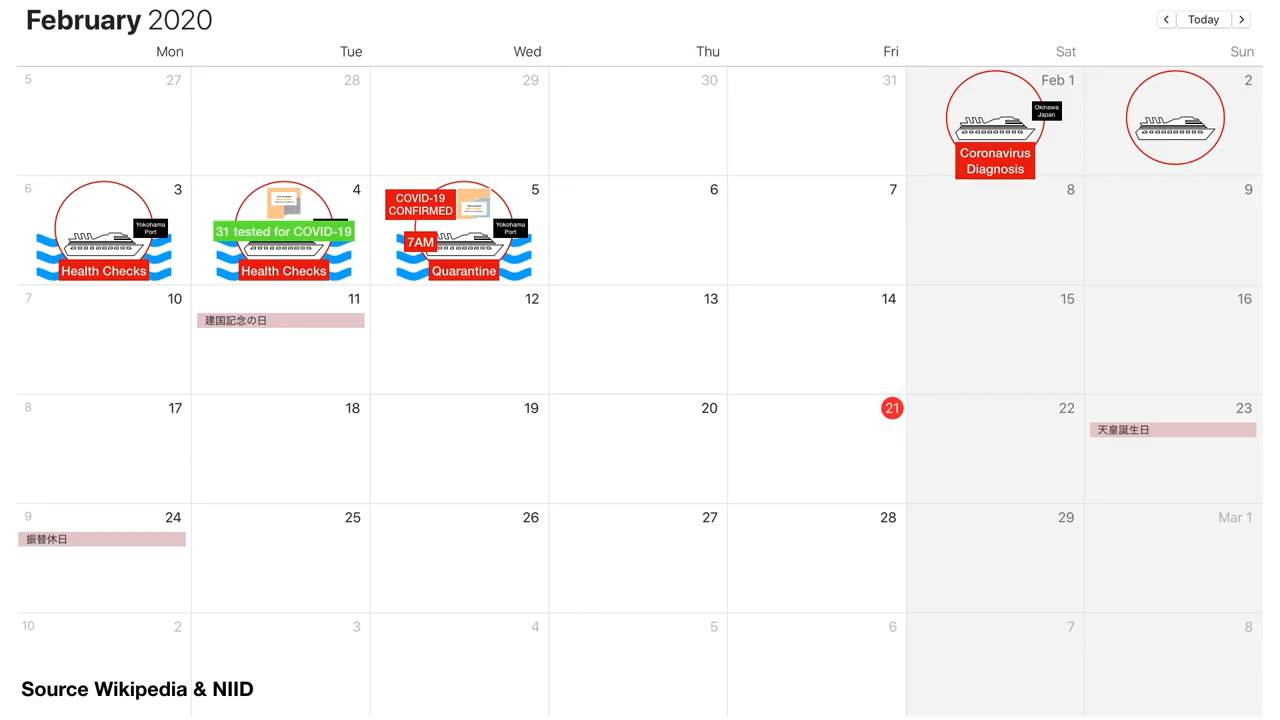 February 2020
Today
Mon Tue Wed Thu Fri Sat Sun
5 27 28 29 30 31 Feb 1 2
Okinawa
Japan
Coronavirus
Diagnosis
6 3 4 5 6 7 8 9
Yokohama
Port
Health Checks
31 tested for COVID-19
Health Checks
COVID-19
CONFIRMED
Yokohama
Port
7AM
Quarantine
7 10 11 12 13 14 15 16
建国記念の日
8 17 18 19 20 21 22 23
天皇誕生日
9 24 25 26 27 28 29 Mar 1
振替休日
10 2 3 4 5 6 7 8
Source Wikipedia & NIID